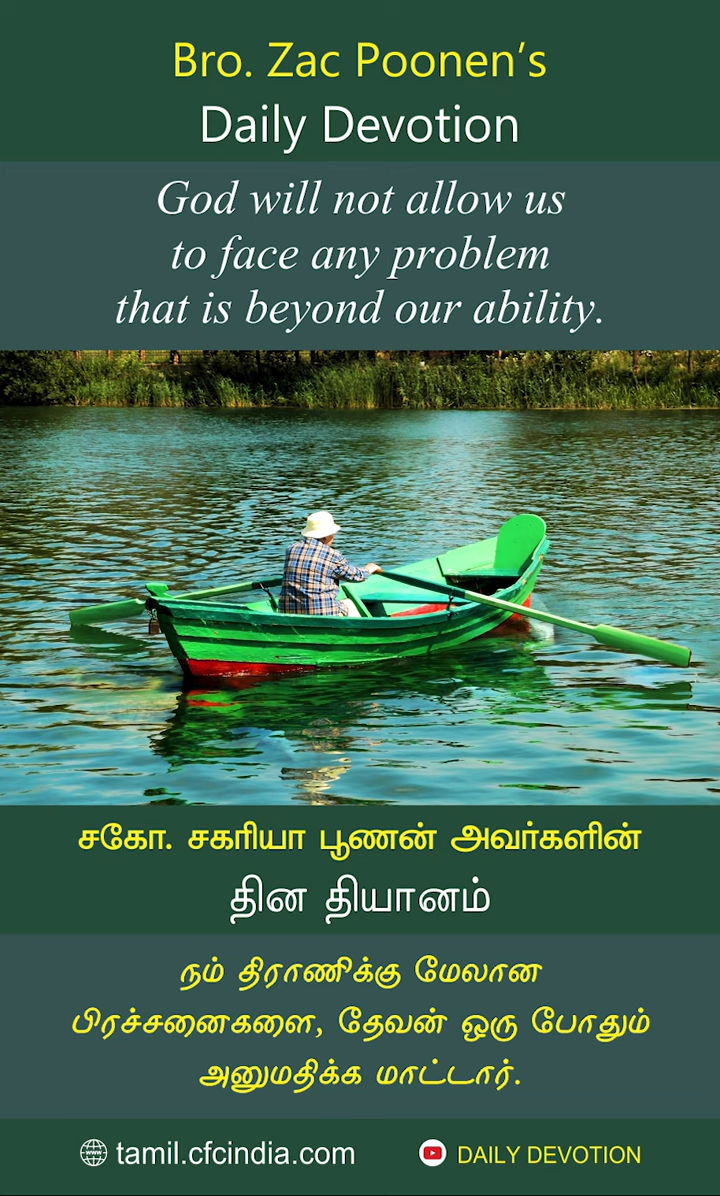 Bro. Zac Poonen's
Daily Devotion
God will not allow us
to face any problem
that is beyond our ability.
சகோ. சகரியா பூணன் அவர்களின்
தின தியானம்
நம் திராணிக்கு மேலான
பிரச்சனைகளை, தேவன் ஒரு போதும்
அனுமதிக்க மாட்டார்.
www tamil.cfcindia.com
DAILY DEVOTION